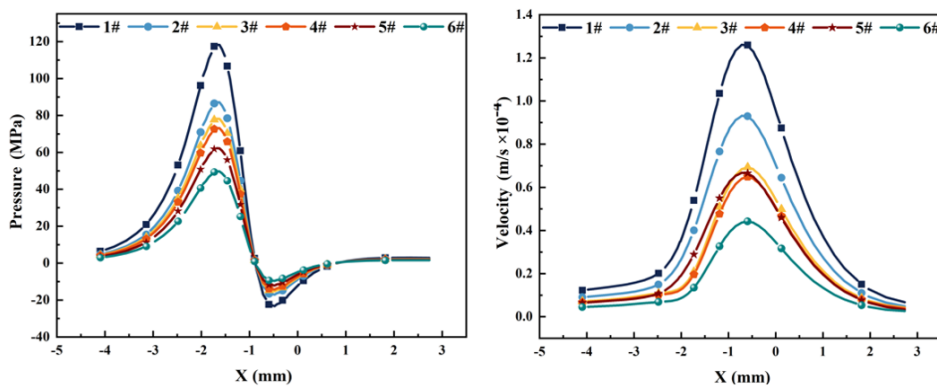 1# 2# 3# 4# 5# 6#
120
100
80
60
40
20
0
-20
-40
Pressure (MPa)
-5 -4 -3 -2 -1 0 1 2 3
X (mm)
1# 2# 3# 4# 5# 6#
1.4
1.2
1.0
0.8
0.6
0.4
0.2
0.0
Velocity (m/s ×10⁻⁴)
-5 -4 -3 -2 -1 0 1 2 3
X (mm)